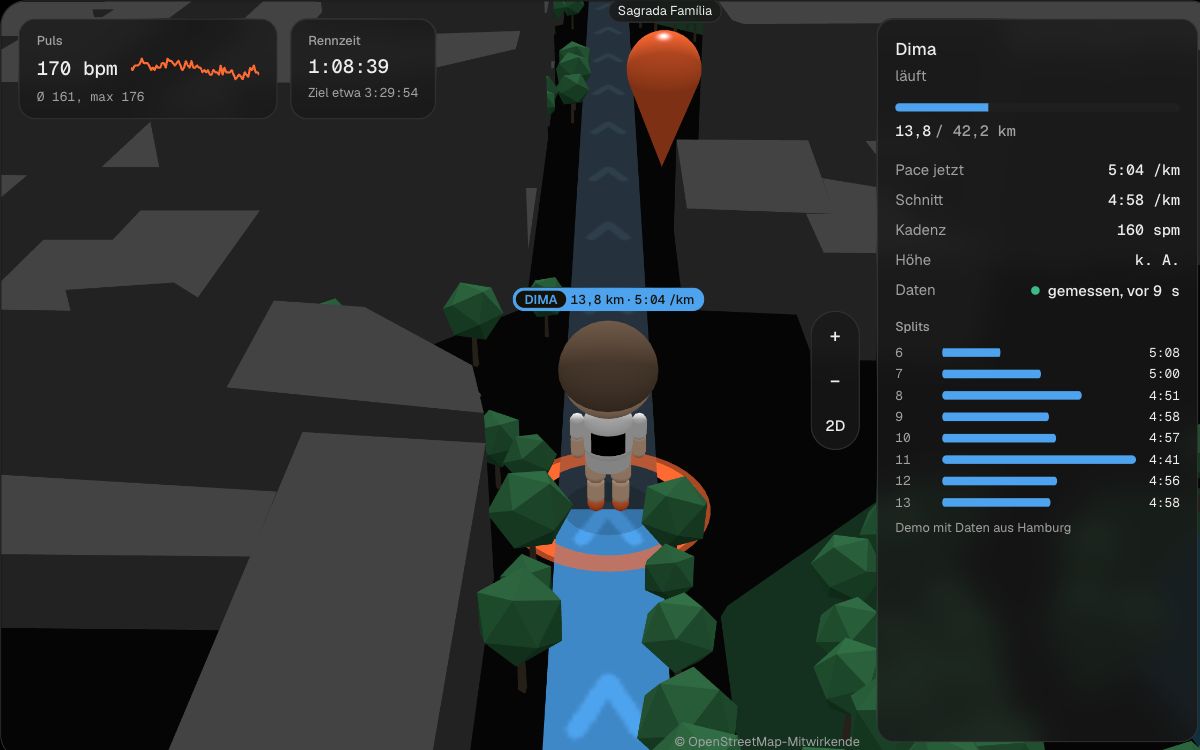 Sagrada Família
Puls
170 bpm
Ø 161, max 176
Rennzeit
1:08:39
Ziel etwa 3:29:54
DIMA 13,8 km · 5:04 /km
+
−
2D
© OpenStreetMap-Mitwirkende
Dima
läuft
13,8 / 42,2 km
Pace jetzt 5:04 /km
Schnitt 4:58 /km
Kadenz 160 spm
Höhe k. A.
Daten gemessen, vor 9 s
Splits
6 5:08
7 5:00
8 4:51
9 4:58
10 4:57
11 4:41
12 4:56
13 4:58
Demo mit Daten aus Hamburg